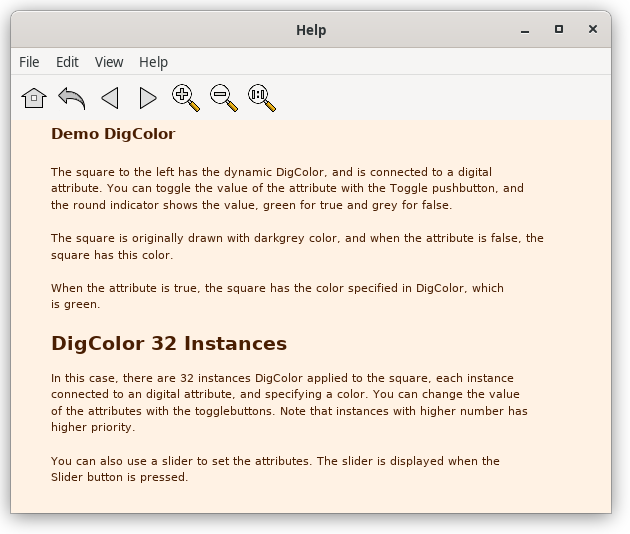 Help
File Edit View Help
Demo DigColor
The square to the left has the dynamic DigColor, and is connected to a digital
attribute. You can toggle the value of the attribute with the Toggle pushbutton, and
the round indicator shows the value, green for true and grey for false.
The square is originally drawn with darkgrey color, and when the attribute is false, the
square has this color.
When the attribute is true, the square has the color specified in DigColor, which
is green.
DigColor 32 Instances
In this case, there are 32 instances DigColor applied to the square, each instance
connected to an digital attribute, and specifying a color. You can change the value
of the attributes with the togglebuttons. Note that instances with higher number has
higher priority.
You can also use a slider to set the attributes. The slider is displayed when the
Slider button is pressed.